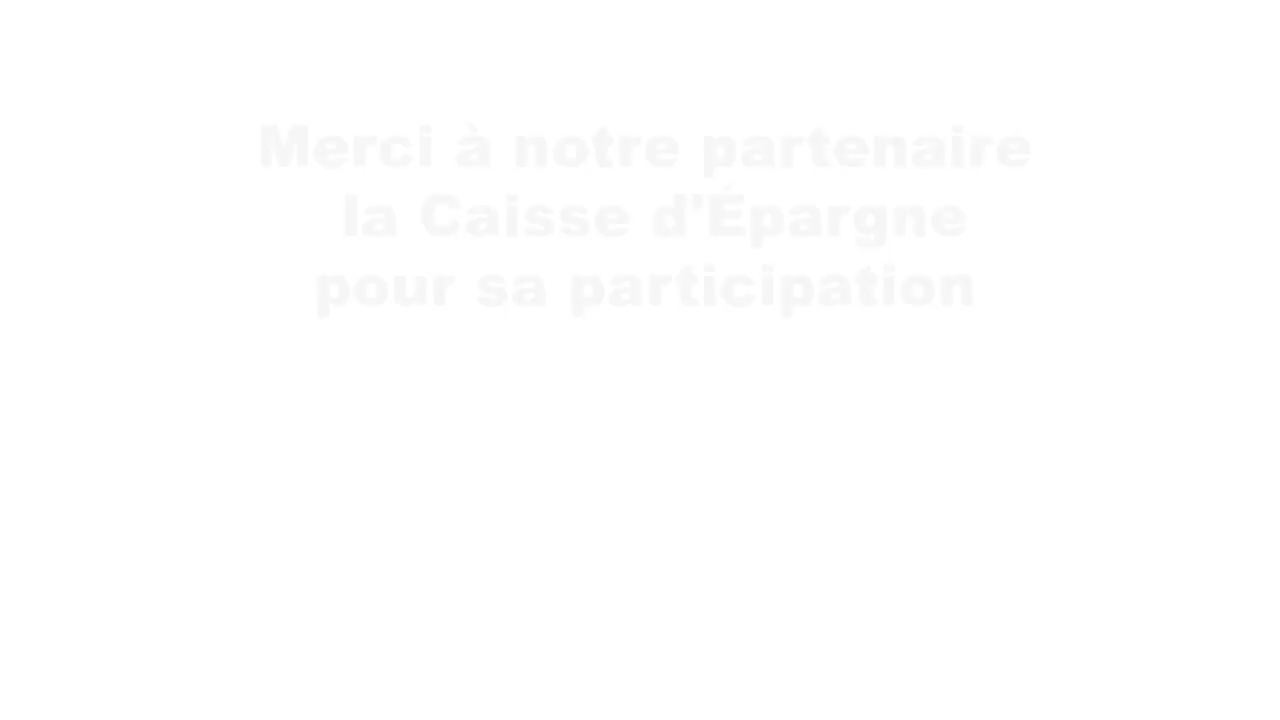 Merci à notre partenaire
la Caisse d'Épargne
pour sa participation